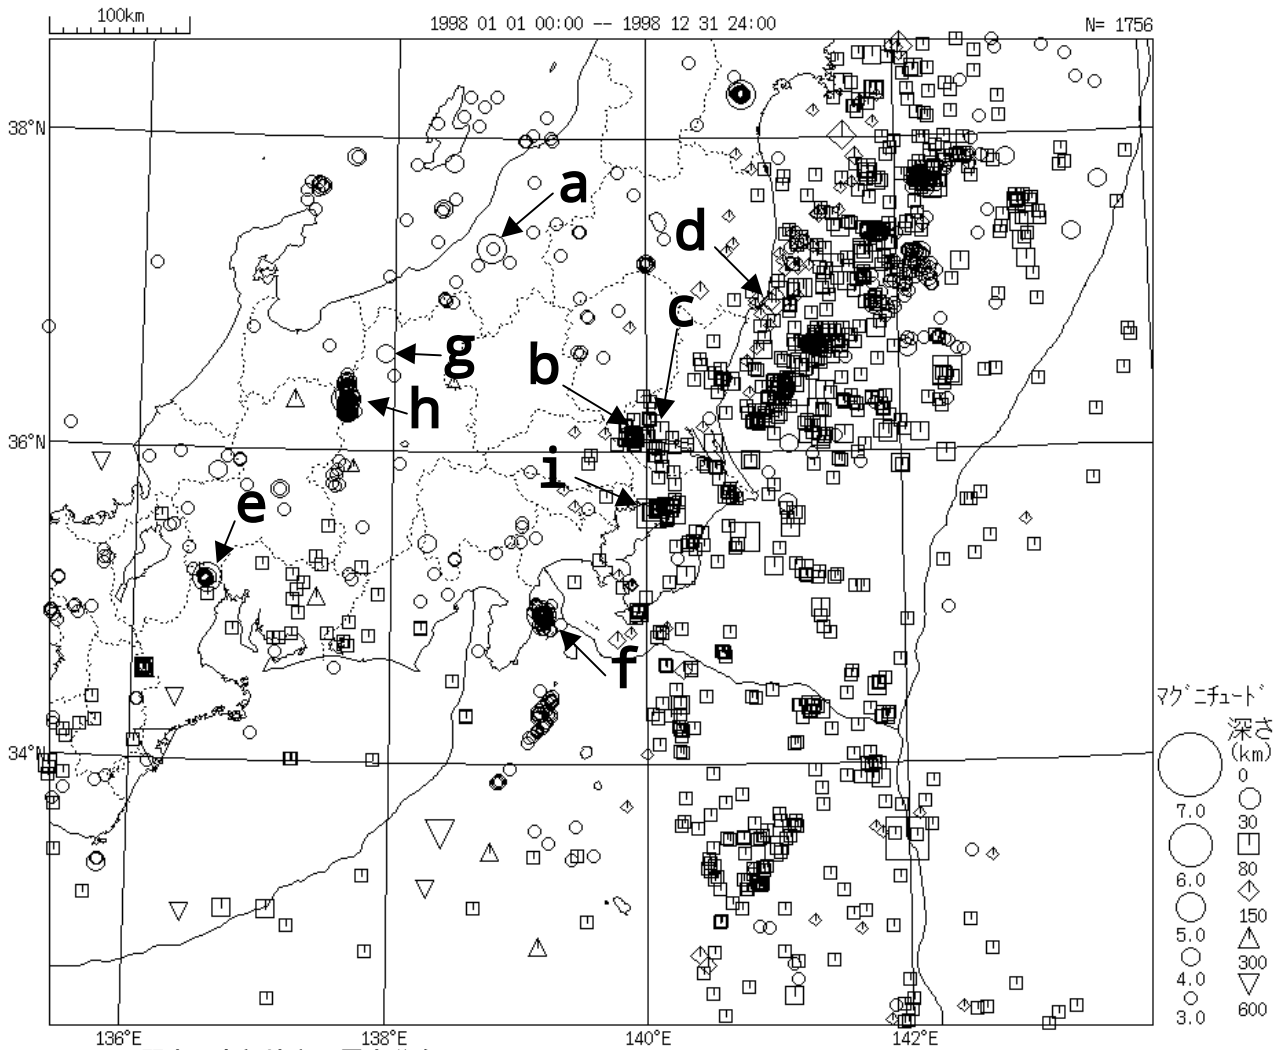 100km 1998 01 01 00:00 -- 1998 12 31 24:00 N= 1756
38°N
a
d
c
g
b
h
36°N
i
e
f
ﾏｸﾞﾆﾁｭｰﾄﾞ
深さ
(km)
34°N
0
7.0
30
6.0
80
5.0
150
4.0
300
3.0
600
136°E 138°E 140°E 142°E